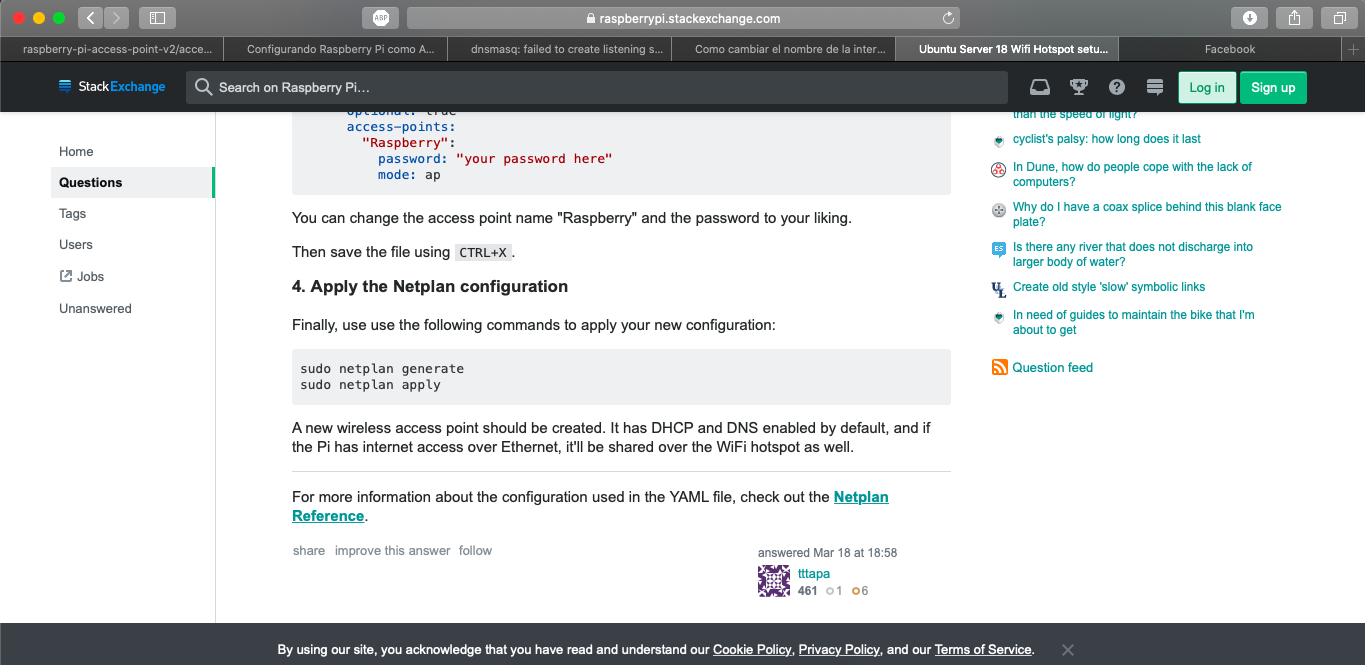 ABP
raspberrypi.stackexchange.com
raspberry-pi-access-point-v2/acce...
Configurando Raspberry Pi como A...
dnsmasq: failed to create listening s...
Como cambiar el nombre de la inter...
Ubuntu Server 18 Wifi Hotspot setu...
Facebook
StackExchange
Search on Raspberry Pi...
Log in
Sign up
Home
Questions
Tags
Users
Jobs
Unanswered
optional: true
access-points:
"Raspberry":
password: "your password here"
mode: ap
You can change the access point name "Raspberry" and the password to your liking.
Then save the file using CTRL+X.
4. Apply the Netplan configuration
Finally, use use the following commands to apply your new configuration:
sudo netplan generate
sudo netplan apply
A new wireless access point should be created. It has DHCP and DNS enabled by default, and if
the Pi has internet access over Ethernet, it'll be shared over the WiFi hotspot as well.
For more information about the configuration used in the YAML file, check out the Netplan
Reference.
share improve this answer follow
answered Mar 18 at 18:58
tttapa
461 1 6
than the speed of light?
cyclist's palsy: how long does it last
In Dune, how do people cope with the lack of
computers?
Why do I have a coax splice behind this blank face
plate?
ES
Is there any river that does not discharge into
larger body of water?
UL
Create old style 'slow' symbolic links
In need of guides to maintain the bike that I'm
about to get
Question feed
By using our site, you acknowledge that you have read and understand our Cookie Policy, Privacy Policy, and our Terms of Service.